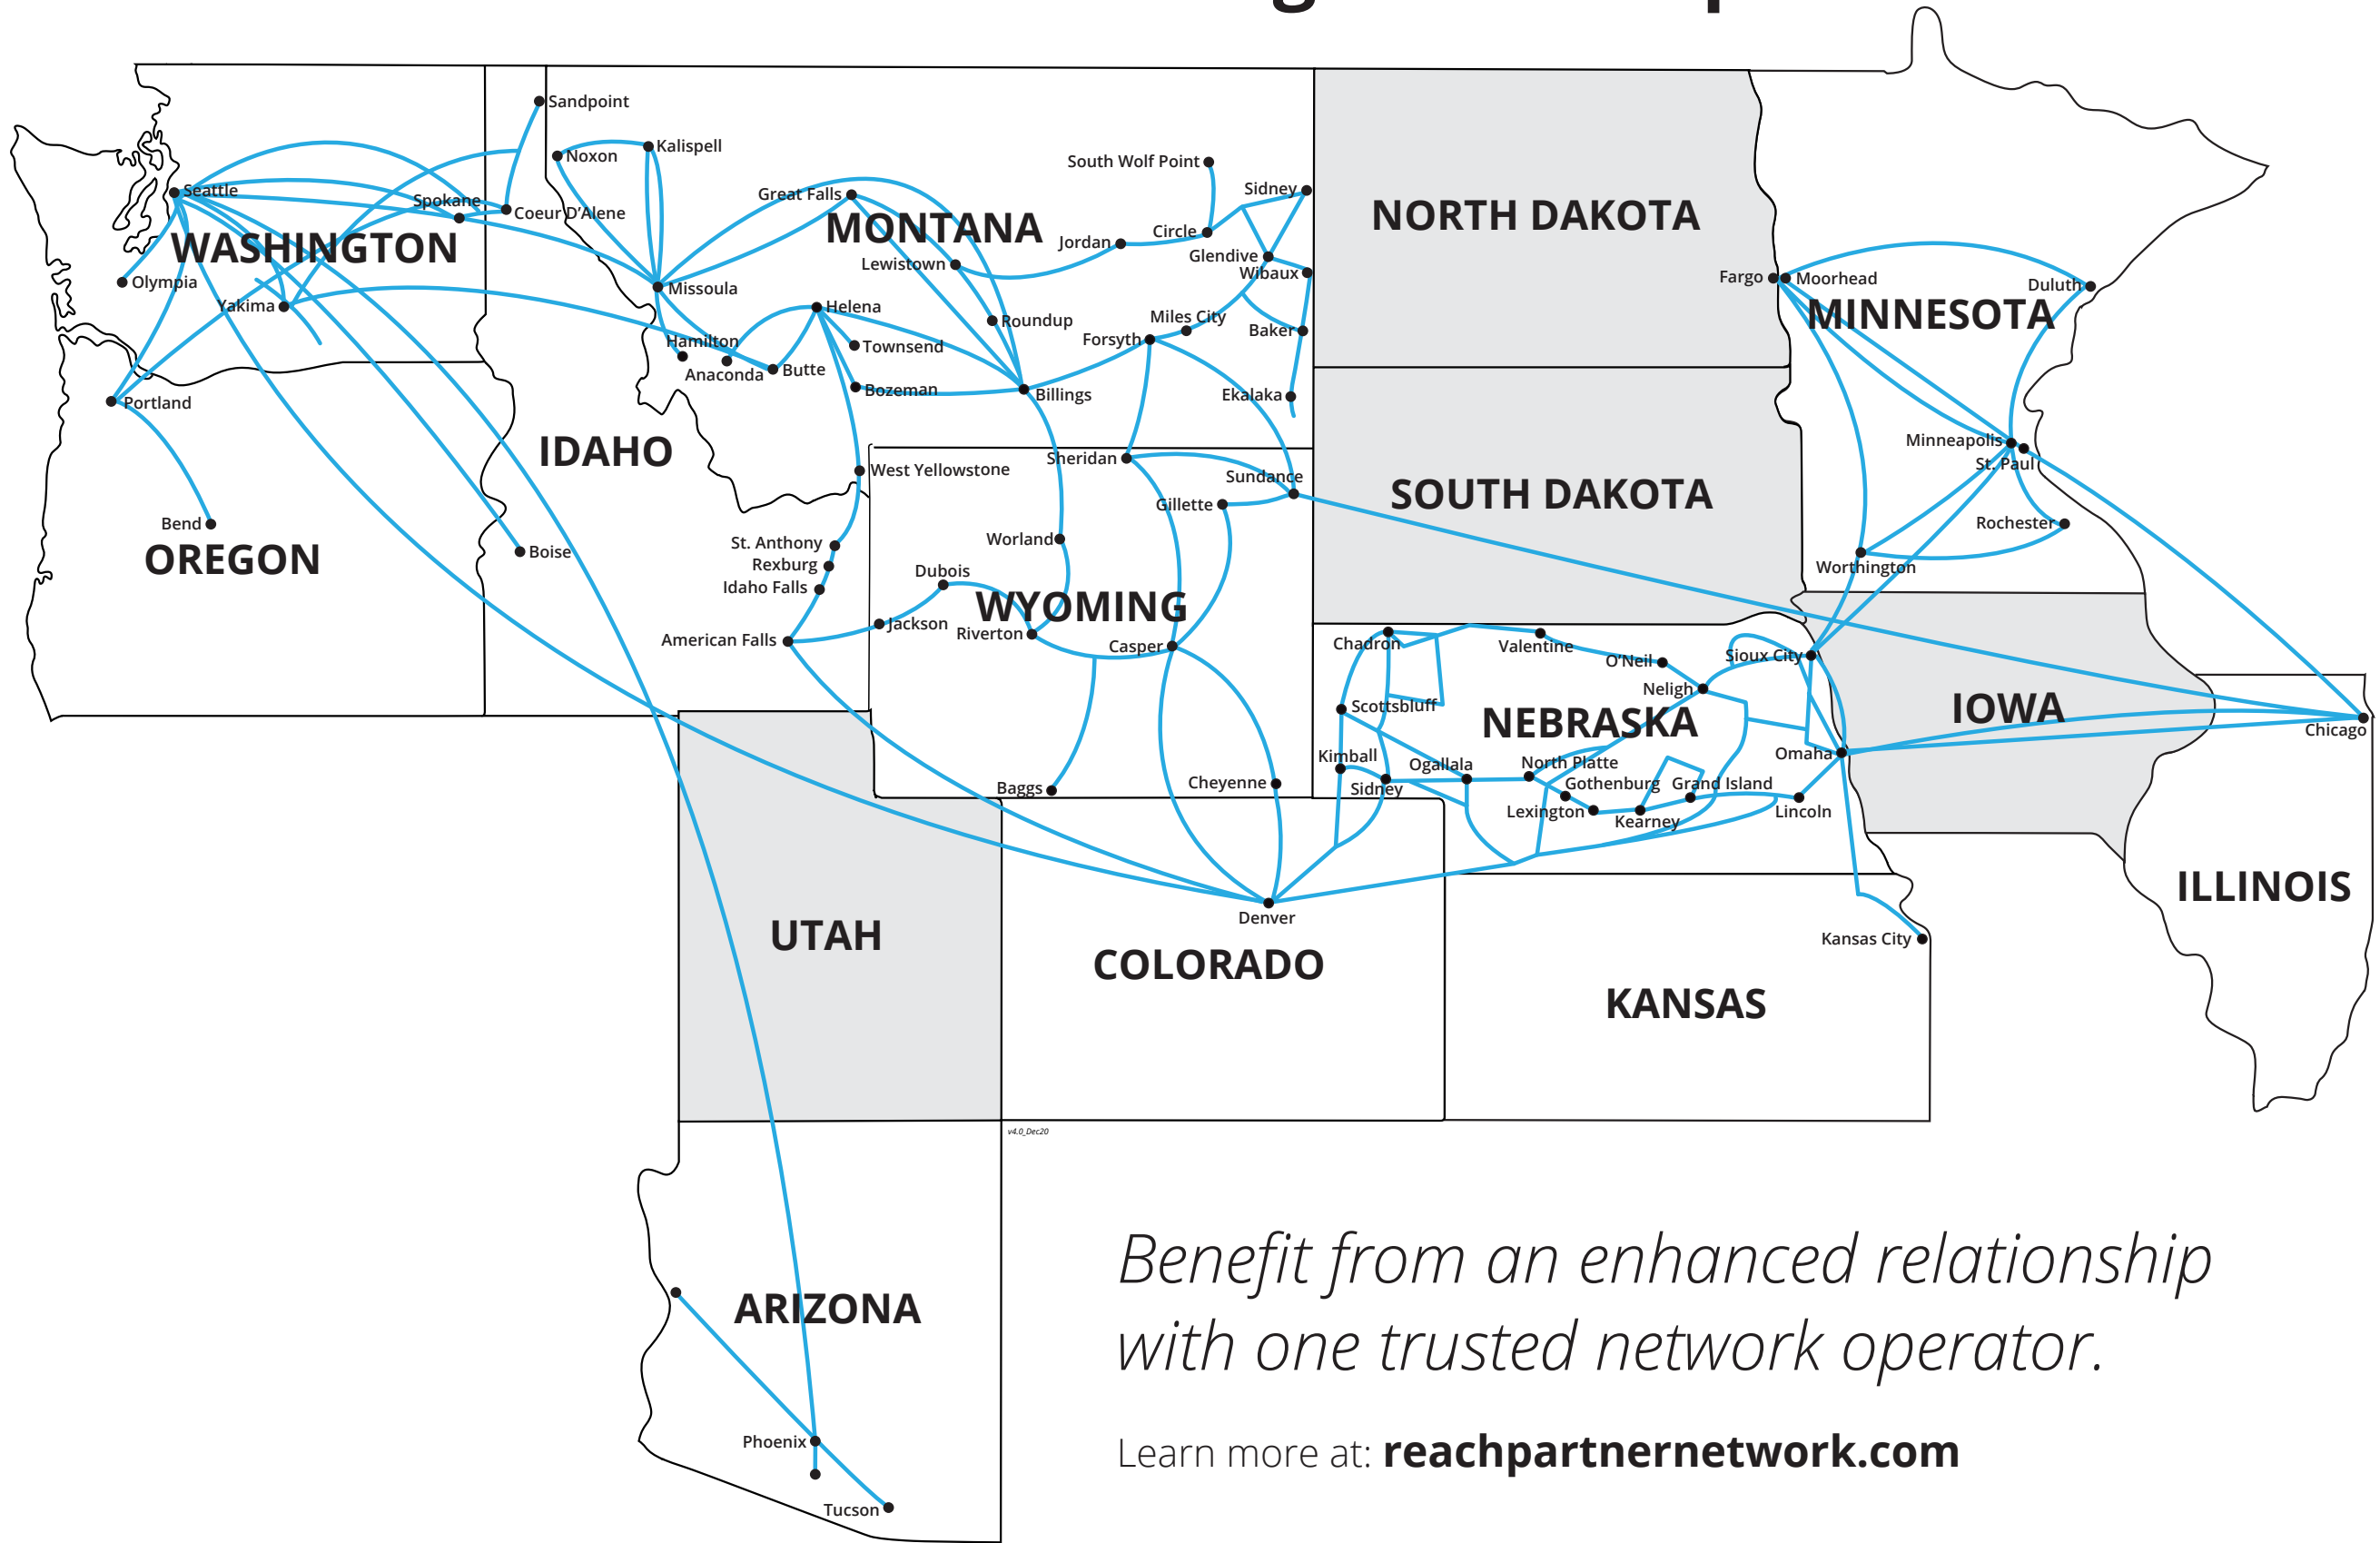 Sandpoint
Noxon
Kalispell
South Wolf Point
Sidney
Seattle
Spokane
Coeur D'Alene
Great Falls
MONTANA
Circle
Jordan
NORTH DAKOTA
WASHINGTON
Lewistown
Glendive
Wibaux
Olympia
Missoula
Fargo
Moorhead
Duluth
Yakima
Helena
Roundup
Miles City
MINNESOTA
Hamilton
Townsend
Forsyth
Baker
Anaconda
Butte
Bozeman
Billings
Ekalaka
Portland
IDAHO
Minneapolis
St. Paul
West Yellowstone
Sheridan
Sundance
SOUTH DAKOTA
Gillette
Bend
Rochester
OREGON
Boise
St. Anthony
Rexburg
Idaho Falls
Worland
Dubois
Worthington
WYOMING
Jackson
Riverton
American Falls
Casper
Chadron
Valentine
O'Neil
Sioux City
Neligh
Scottsbluff
NEBRASKA
IOWA
Chicago
Kimball
Ogallala
North Platte
Omaha
Baggs
Cheyenne
Sidney
Gothenburg
Grand Island
Lexington
Kearney
Lincoln
ILLINOIS
Denver
UTAH
COLORADO
Kansas City
KANSAS
v4.0_Dec20
ARIZONA
Benefit from an enhanced relationship
with one trusted network operator.
Phoenix
Learn more at: reachpartnernetwork.com
Tucson